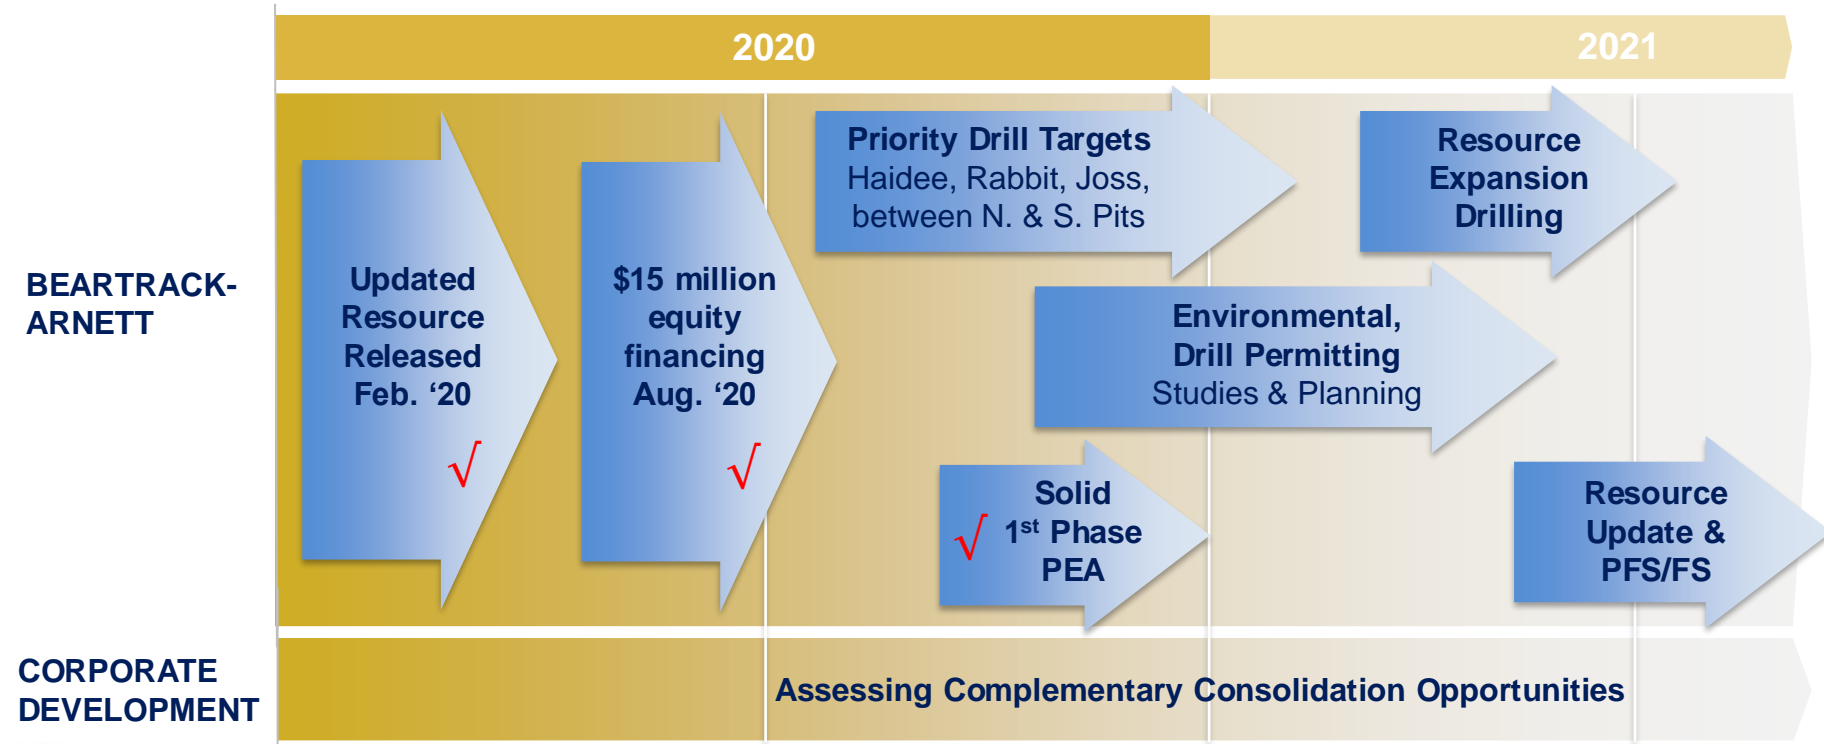 2020
2021
BEARTRACK-
ARNETT
Updated
Resource
Released
Feb. ‘20
√
$15 million
equity
financing
Aug. ‘20
√
Priority Drill Targets
Haidee, Rabbit, Joss,
between N. & S. Pits
Resource
Expansion
Drilling
Environmental,
Drill Permitting
Studies & Planning
Solid
√ 1st Phase
PEA
Resource
Update &
PFS/FS
CORPORATE
DEVELOPMENT
Assessing Complementary Consolidation Opportunities